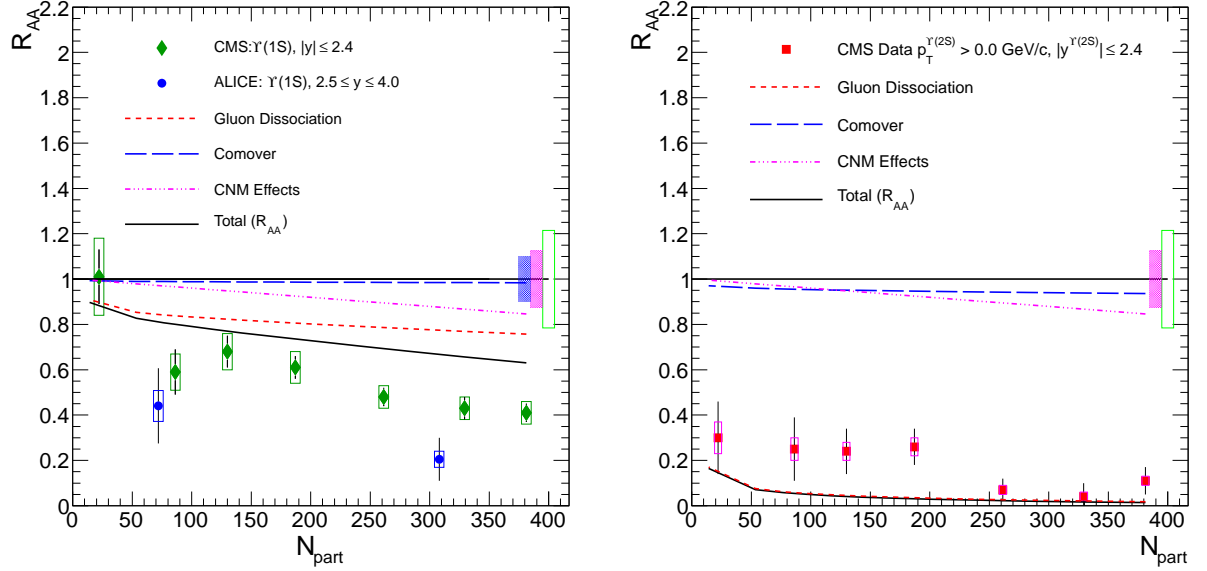 R_AA
2.2
2
1.8
1.6
1.4
1.2
1
0.8
0.6
0.4
0.2
0
CMS:ϒ(1S), |y| ≤ 2.4
ALICE: ϒ(1S), 2.5 ≤ y ≤ 4.0
Gluon Dissociation
Comover
CNM Effects
Total (R_AA)
0 50 100 150 200 250 300 350 400
N_part
R_AA
2.2
2
1.8
1.6
1.4
1.2
1
0.8
0.6
0.4
0.2
0
CMS Data p_T^ϒ(2S) > 0.0 GeV/c, |y^ϒ(2S)| ≤ 2.4
Gluon Dissociation
Comover
CNM Effects
Total (R_AA)
0 50 100 150 200 250 300 350 400
N_part